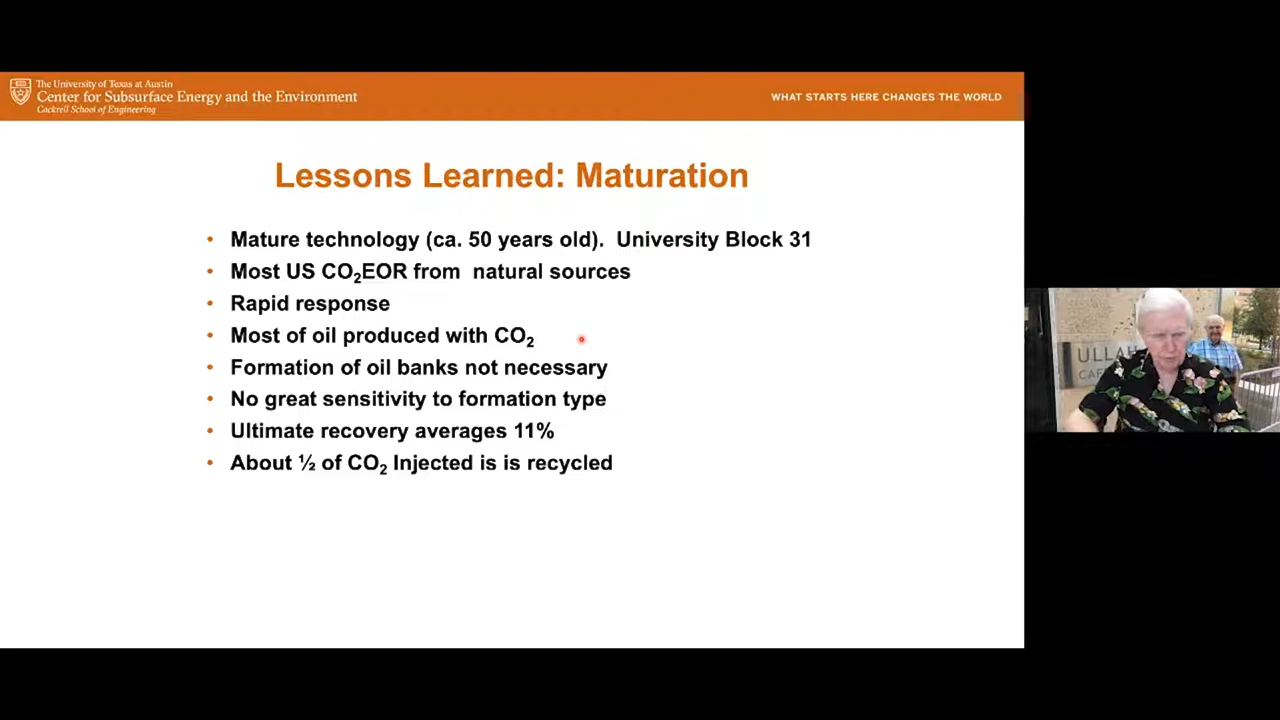 The University of Texas at Austin
Center for Subsurface Energy and the Environment
Cockrell School of Engineering
WHAT STARTS HERE CHANGES THE WORLD
Lessons Learned: Maturation
• Mature technology (ca. 50 years old).  University Block 31
• Most US CO₂EOR from  natural sources
• Rapid response
• Most of oil produced with CO₂
• Formation of oil banks not necessary
• No great sensitivity to formation type
• Ultimate recovery averages 11%
• About ½ of CO₂ Injected is is recycled
ULLAH